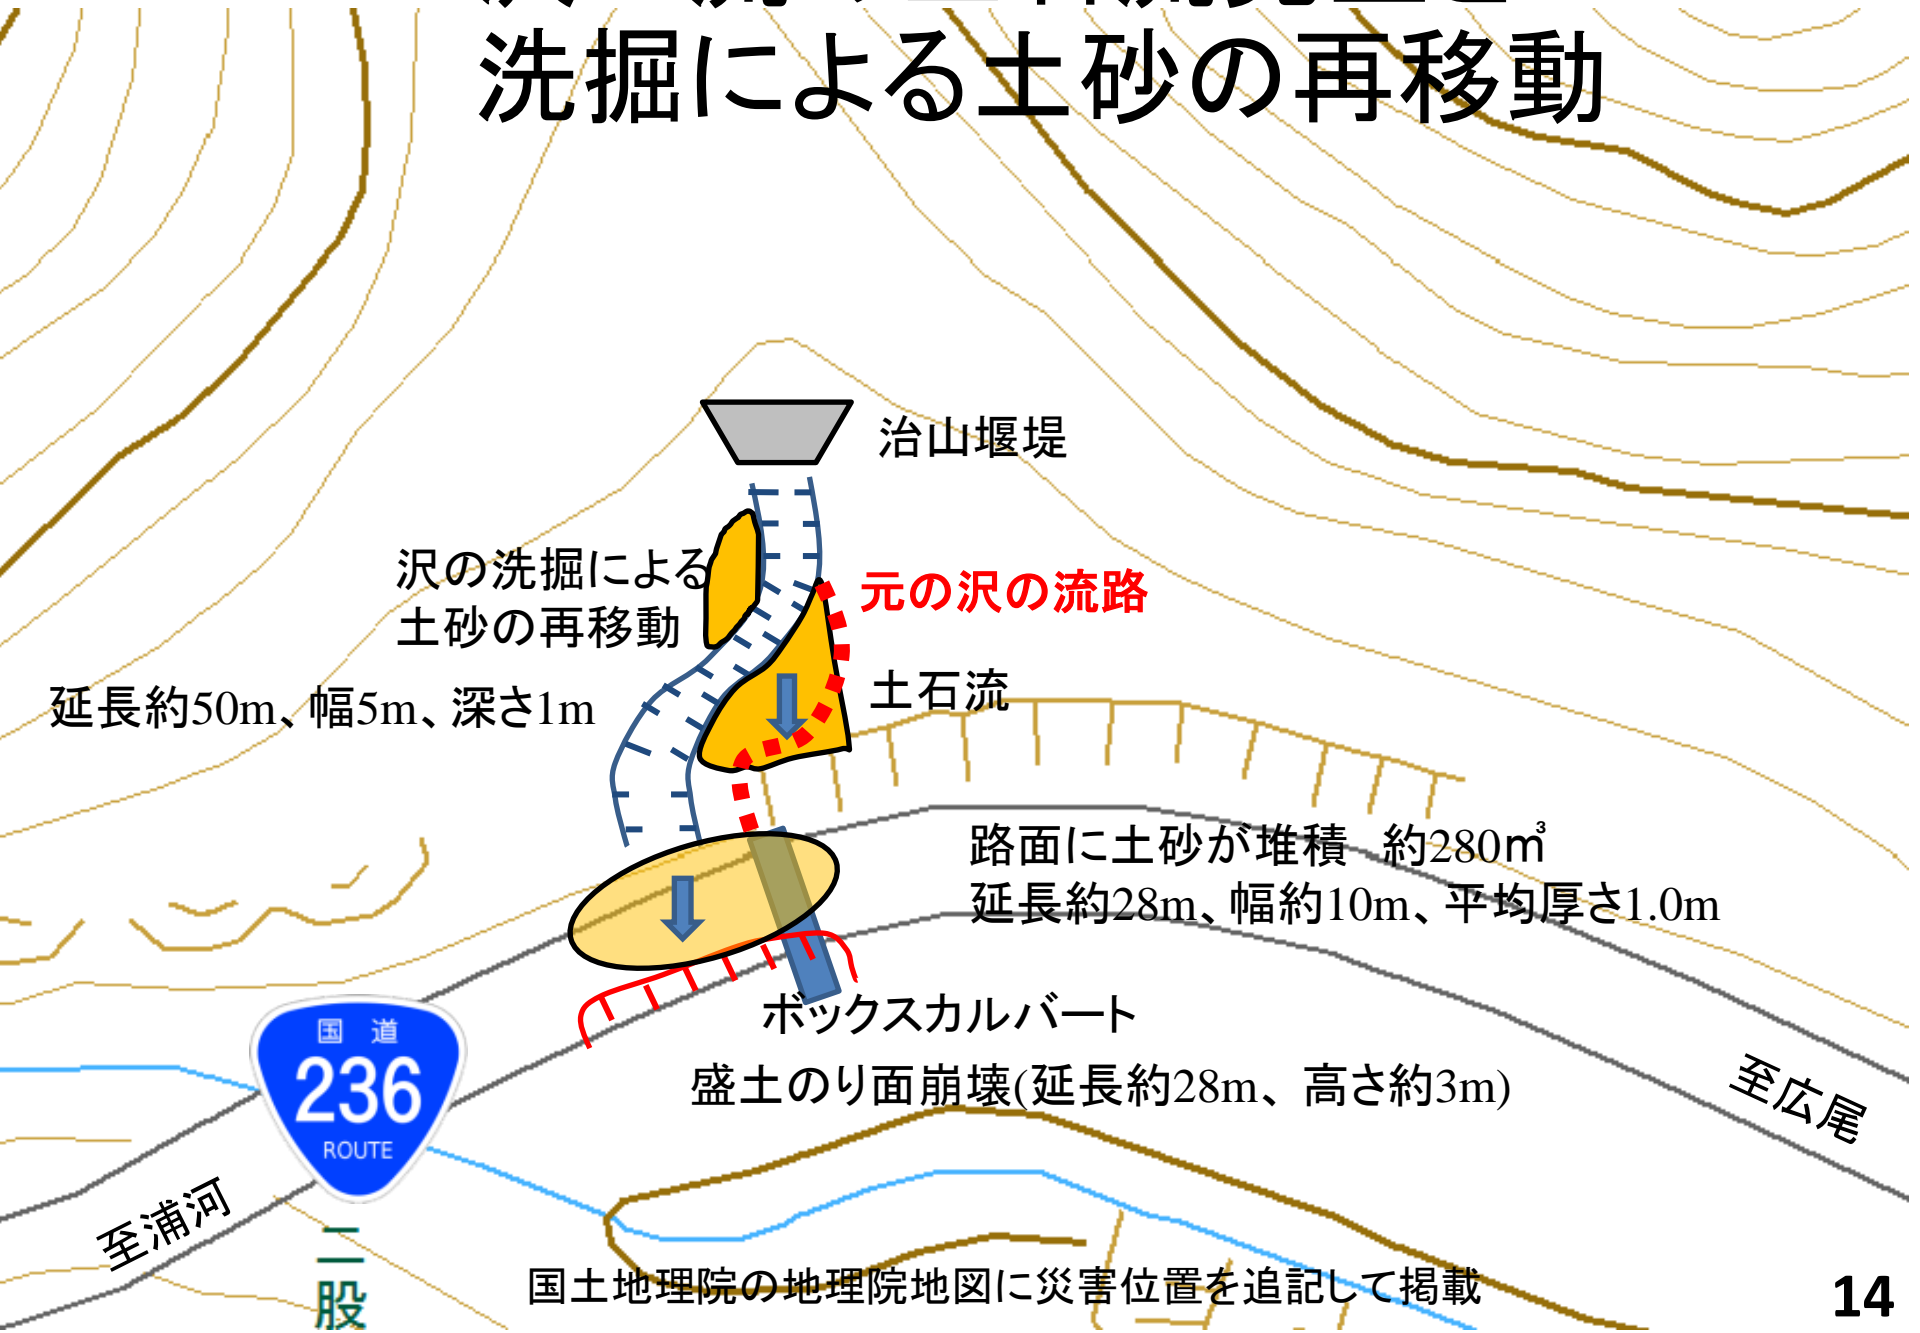 洗掘による土砂の再移動
治山堰堤
沢の洗掘による
土砂の再移動
元の沢の流路
延長約50m、幅5m、深さ1m
土石流
路面に土砂が堆積 約280㎥
延長約28m、幅約10m、平均厚さ1.0m
国道
236
ROUTE
ボックスカルバート
盛土のり面崩壊(延長約28m、高さ約3m)
至広尾
至浦河
二股
国土地理院の地理院地図に災害位置を追記して掲載
14